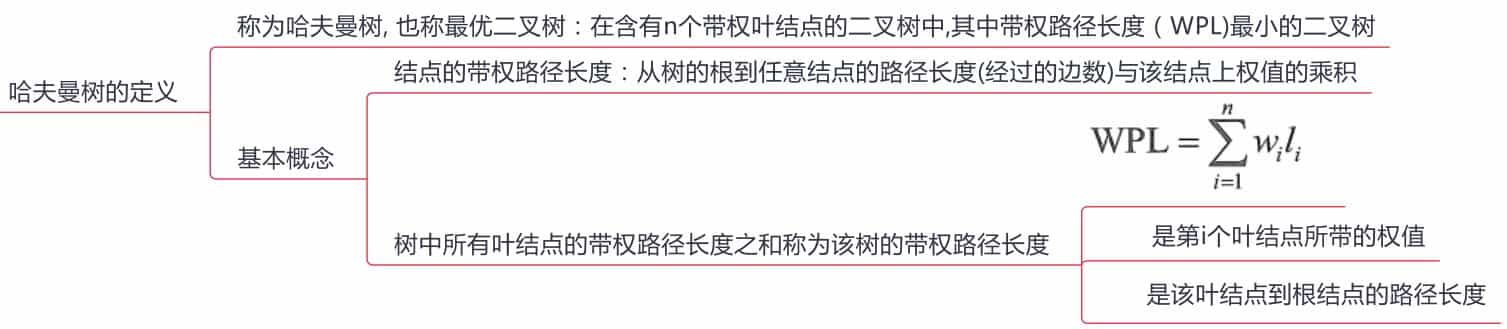 称为哈夫曼树, 也称最优二叉树：在含有n个带权叶结点的二叉树中,其中带权路径长度（WPL)最小的二叉树
哈夫曼树的定义
结点的带权路径长度：从树的根到任意结点的路径长度(经过的边数)与该结点上权值的乘积
基本概念
WPL = ∑_{i=1}^{n} w_i l_i
树中所有叶结点的带权路径长度之和称为该树的带权路径长度
是第i个叶结点所带的权值
是该叶结点到根结点的路径长度